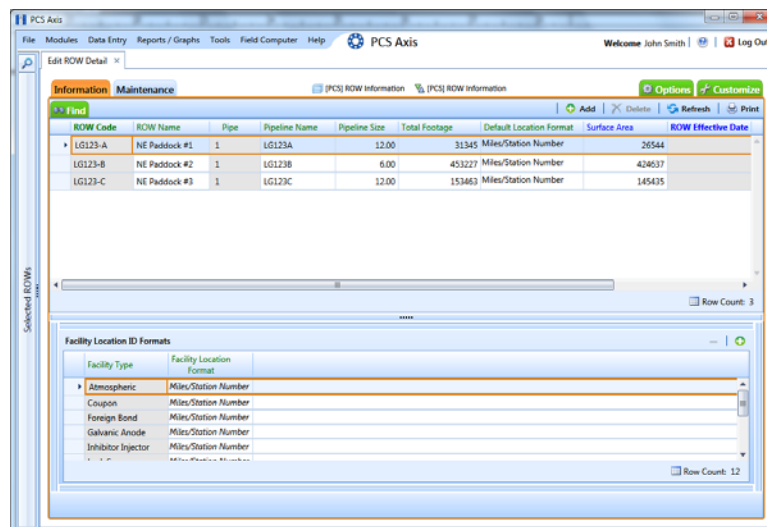 PCS Axis
File Modules Data Entry Reports / Graphs Tools Field Computer Help PCS Axis Welcome John Smith Log Out
Edit ROW Detail ×
Information Maintenance [PCS] ROW Information [PCS] ROW Information Options Customize
Find Add Delete Refresh Print
ROW Code ROW Name Pipe Pipeline Name Pipeline Size Total Footage Default Location Format Surface Area ROW Effective Date
LG123-A NE Paddock #1 1 LG123A 12.00 31345 Miles/Station Number 26544
LG123-B NE Paddock #2 1 LG123B 6.00 453227 Miles/Station Number 424637
LG123-C NE Paddock #3 1 LG123C 12.00 153463 Miles/Station Number 145435
Selected ROWs
Row Count: 3
Facility Location ID Formats
Facility Type Facility Location Format
Atmospheric Miles/Station Number
Coupon Miles/Station Number
Foreign Bond Miles/Station Number
Galvanic Anode Miles/Station Number
Inhibitor Injector Miles/Station Number
Miles/Station Number
Row Count: 12